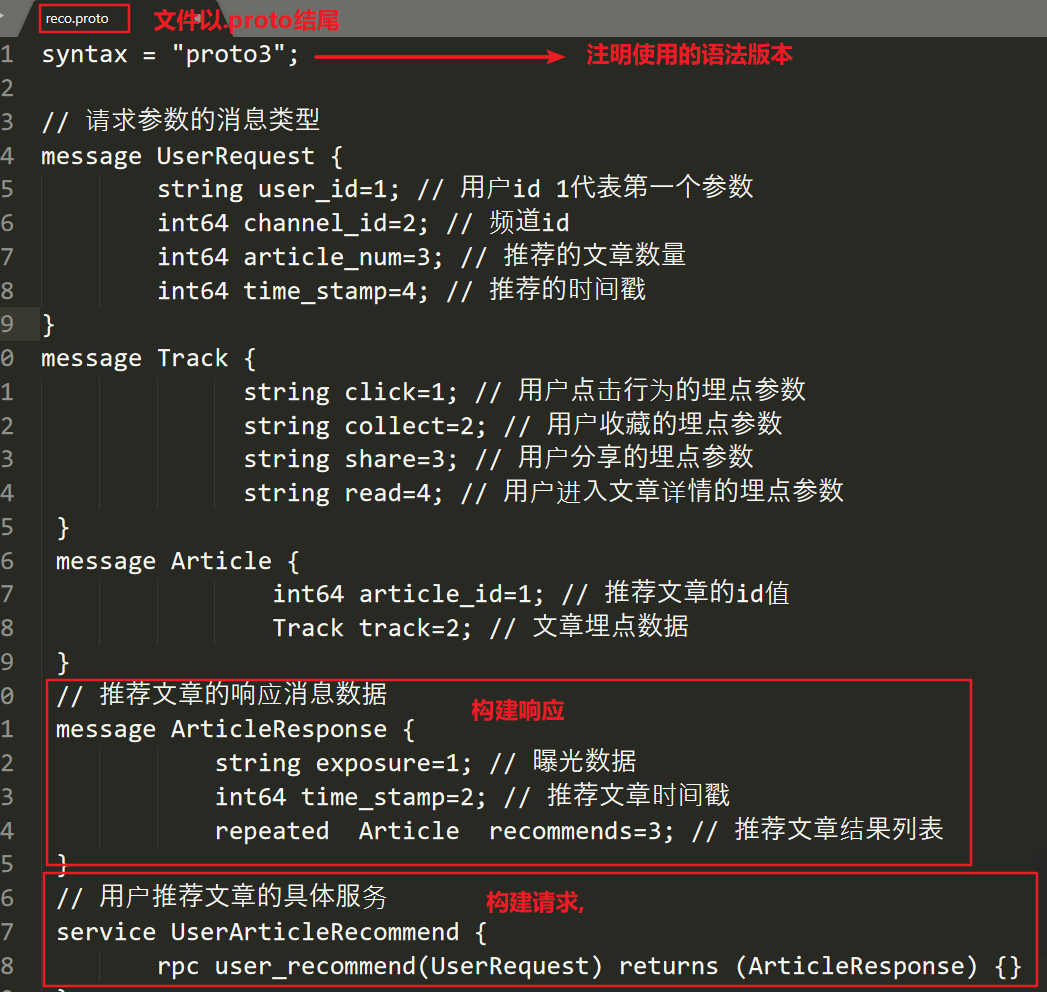 reco.proto 文件以.proto结尾
1 syntax = "proto3"; 注明使用的语法版本
2
3 // 请求参数的消息类型
4 message UserRequest {
5 string user_id=1; // 用户id 1代表第一个参数
6 int64 channel_id=2; // 频道id
7 int64 article_num=3; // 推荐的文章数量
8 int64 time_stamp=4; // 推荐的时间戳
9 }
0 message Track {
1 string click=1; // 用户点击行为的埋点参数
2 string collect=2; // 用户收藏的埋点参数
3 string share=3; // 用户分享的埋点参数
4 string read=4; // 用户进入文章详情的埋点参数
5 }
6 message Article {
7 int64 article_id=1; // 推荐文章的id值
8 Track track=2; // 文章埋点数据
9 }
0 // 推荐文章的响应消息数据 构建响应
1 message ArticleResponse {
2 string exposure=1; // 曝光数据
3 int64 time_stamp=2; // 推荐文章时间戳
4 repeated Article recommends=3; // 推荐文章结果列表
5 }
6 // 用户推荐文章的具体服务 构建请求,
7 service UserArticleRecommend {
8 rpc user_recommend(UserRequest) returns (ArticleResponse) {}